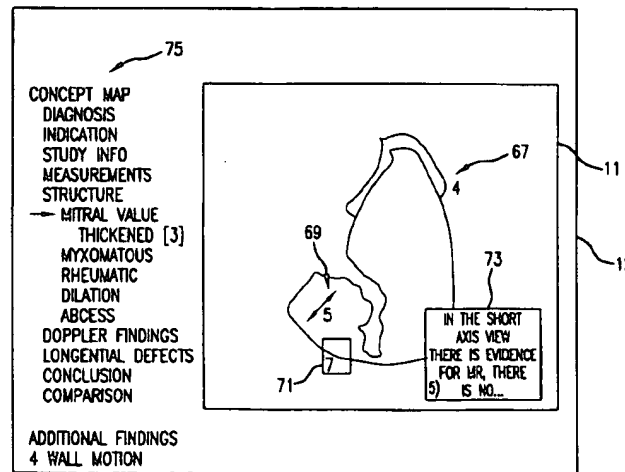 75
CONCEPT MAP
DIAGNOSIS
INDICATION
STUDY INFO
MEASUREMENTS
STRUCTURE
MITRAL VALUE
THICKENED [3]
MYXOMATOUS
RHEUMATIC
DILATION
ABCESS
DOPPLER FINDINGS
LONGENTIAL DEFECTS
CONCLUSION
COMPARISON
ADDITIONAL FINDINGS
4 WALL MOTION
67
4
11
69
5
7
71
73
IN THE SHORT
AXIS VIEW
THERE IS EVIDENCE
FOR MR, THERE
5) IS NO...